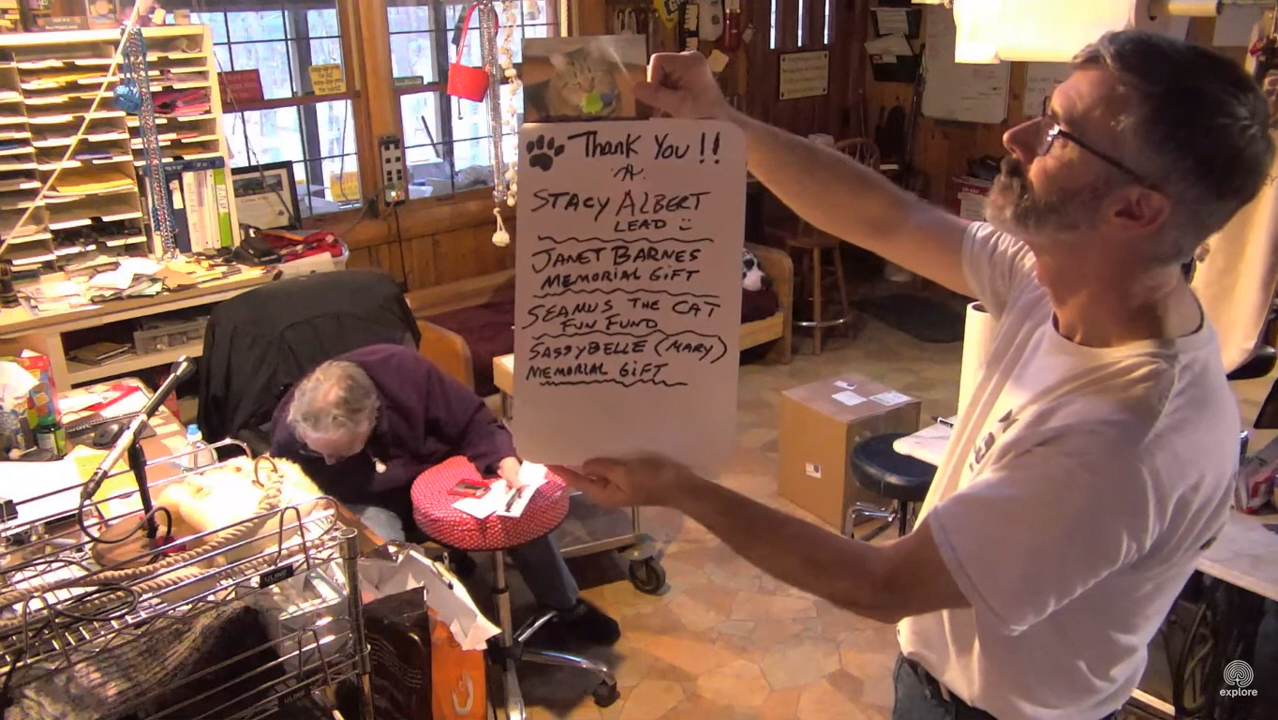 Thank You !!
STACY ALBERT
LEAD
JANET BARNES
MEMORIAL GIFT
SEAMUS THE CAT
FUN FUND
SASSYBELLE (MARY)
MEMORIAL GIFT
ULINE
explore